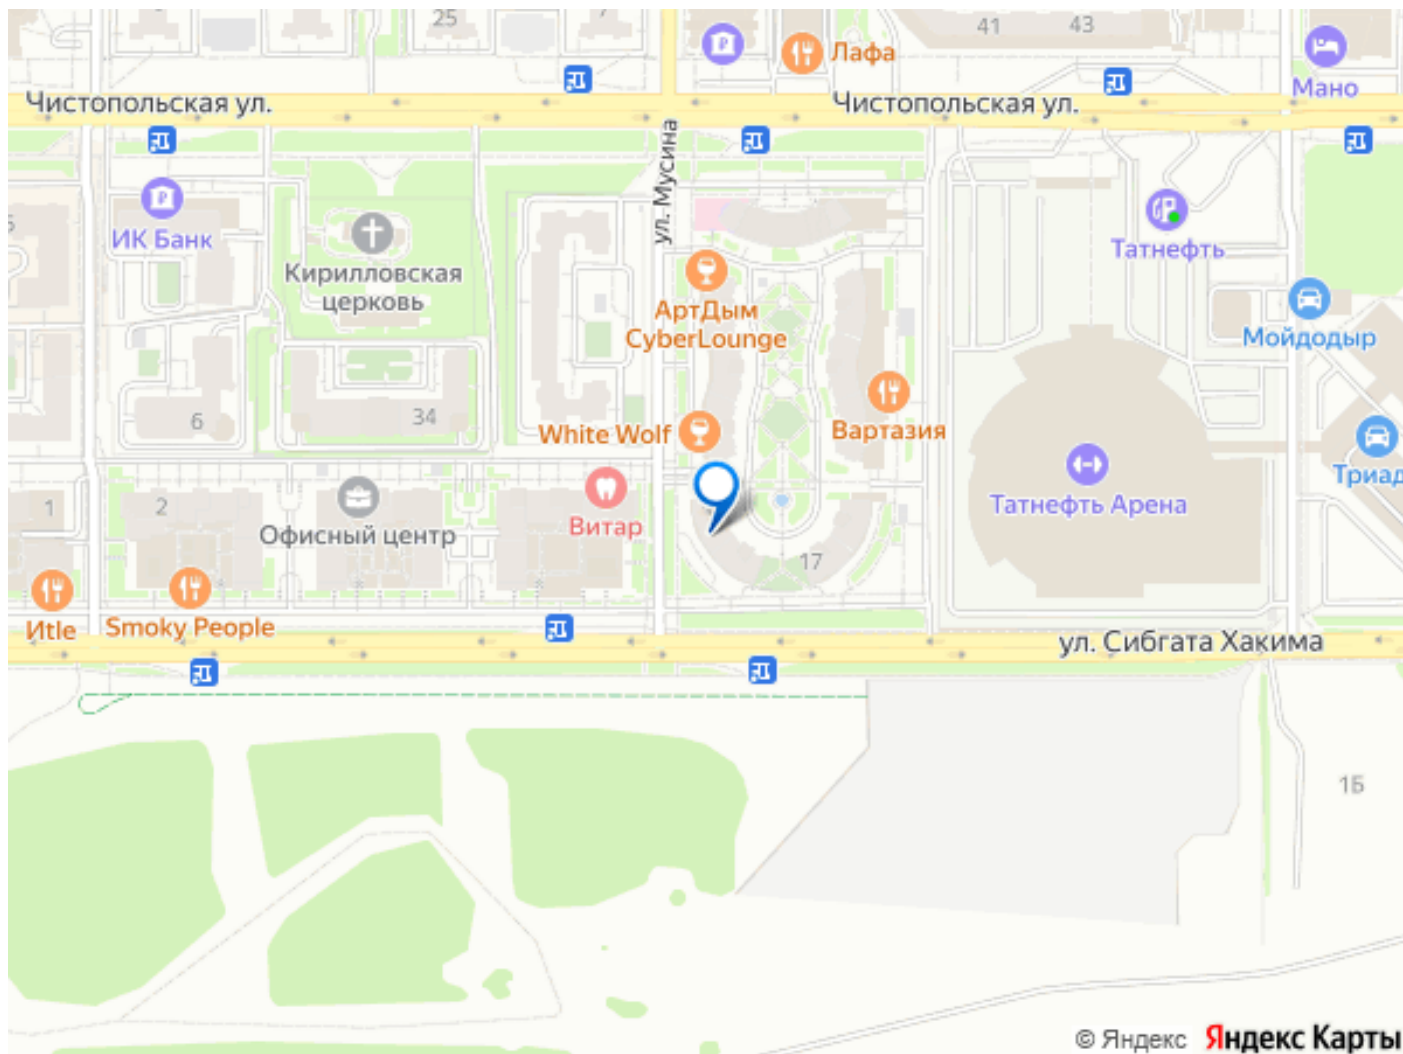 25
7
41
43
Лафа
Мано
Чистопольская ул.
Чистопольская ул.
ул. Мусина
ИК Банк
Кирилловская
церковь
Татнефть
АртДым
CyberLounge
Мойдодыр
6
34
White Wolf
Вартазия
Татнефть Арена
Триад
1
2
Офисный центр
Витар
17
Itle
Smoky People
ул. Сибгата Хакима
1Б
© Яндекс Яндекс Карты